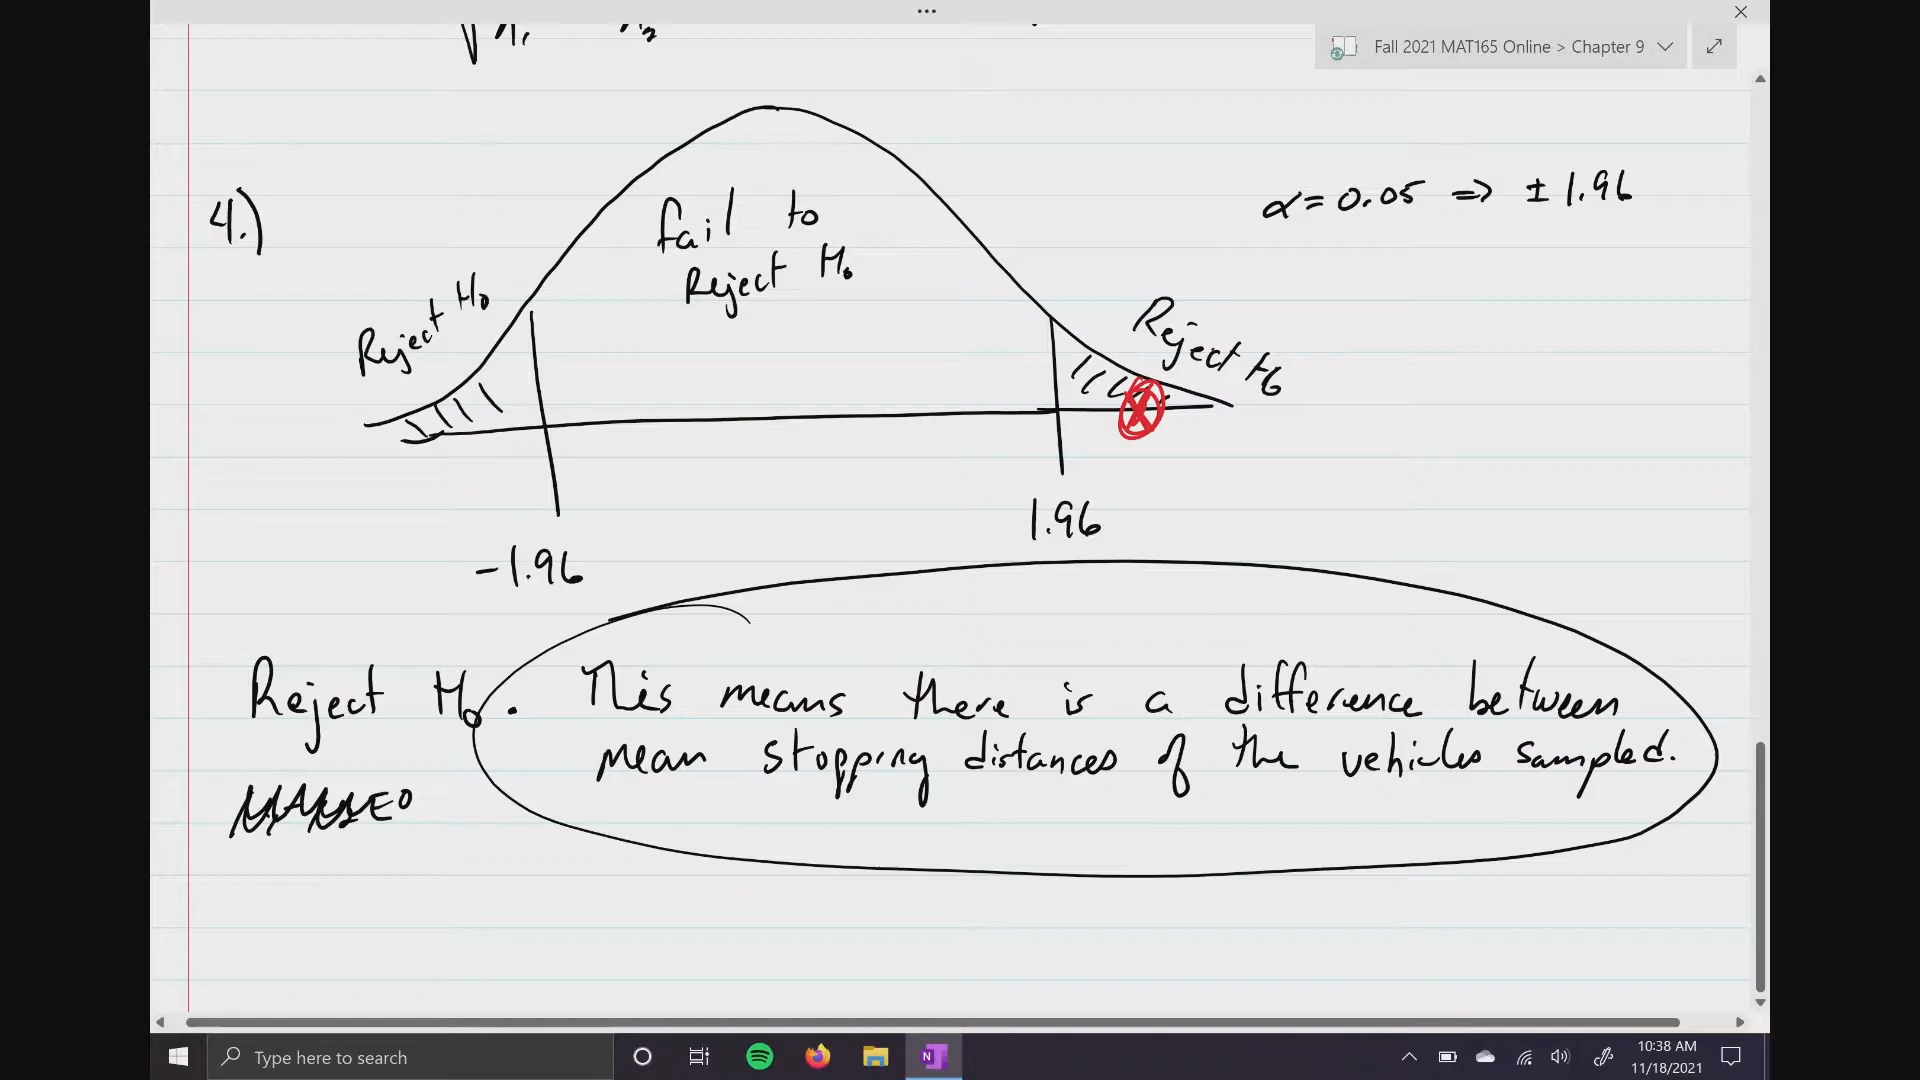 Fall 2021 MAT165 Online > Chapter 9
4.)
fail to
Reject H₀
α = 0.05 => ± 1.96
Reject H₀
Reject H₀
1.96
-1.96
Reject H₀. This means there is a difference between
mean stopping distances of the vehicles sampled.
Type here to search
N
10:38 AM
11/18/2021